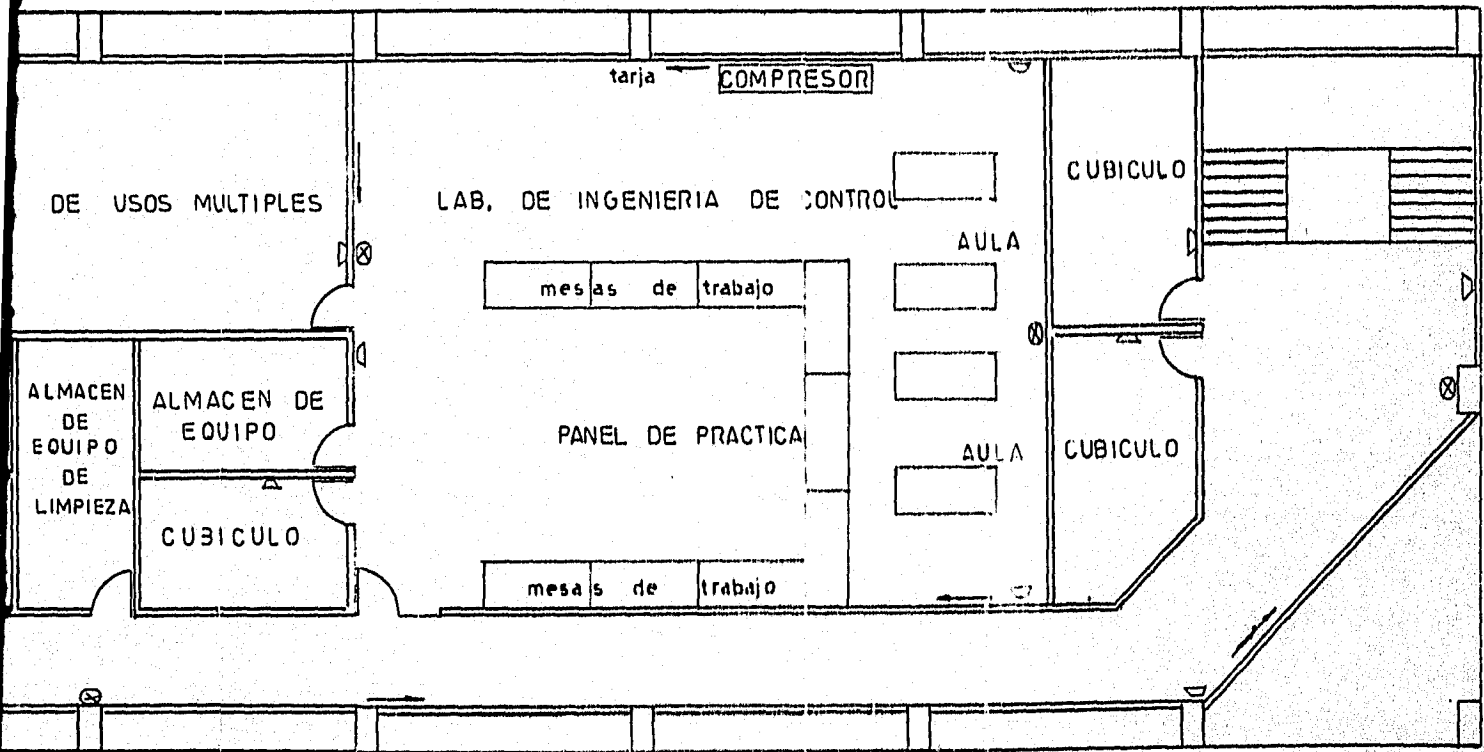 tarja
COMPRESOR
DE USOS MULTIPLES
LAB. DE INGENIERIA DE CONTROL
CUBICULO
AULA
mesas de trabajo
ALMACEN
DE
EQUIPO
DE
LIMPIEZA
ALMACEN DE
EQUIPO
PANEL DE PRACTICA
AULA
CUBICULO
CUBICULO
mesas de trabajo